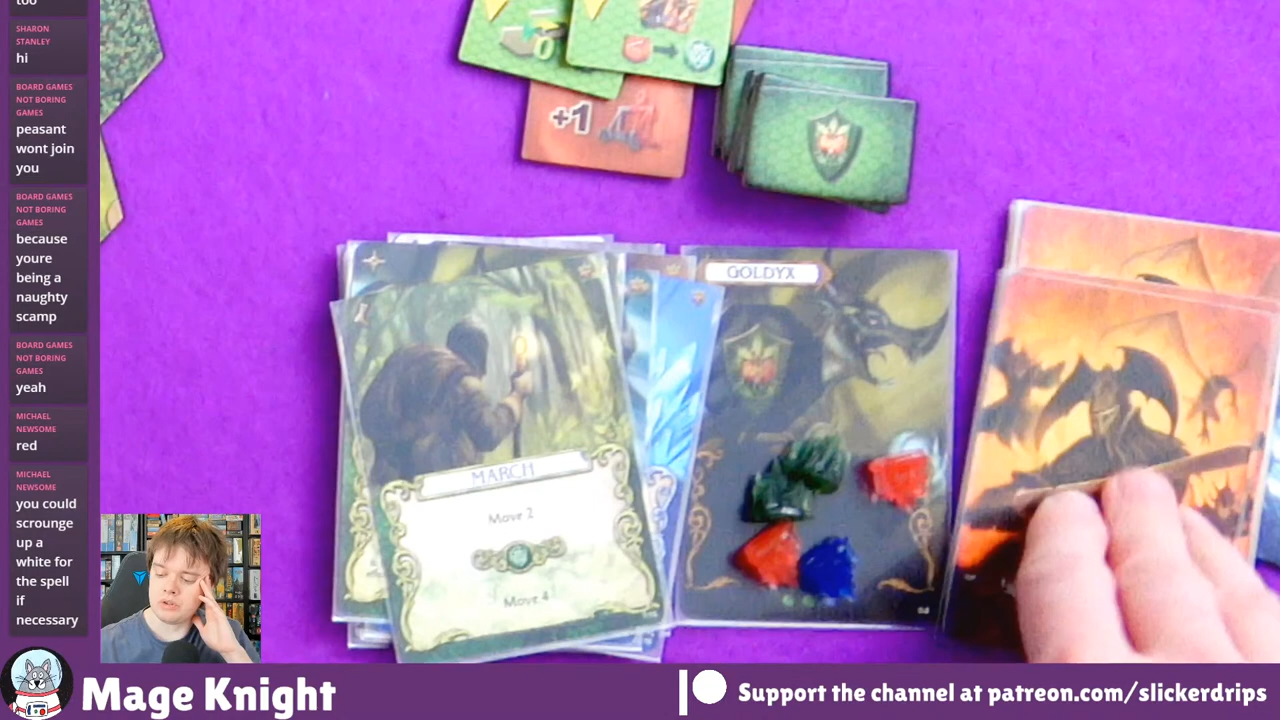 too
SHARON
STANLEY
hi
BOARD GAMES
NOT BORING
GAMES
peasant
wont join
you
BOARD GAMES
NOT BORING
GAMES
because
youre
being a
naughty
scamp
BOARD GAMES
NOT BORING
GAMES
yeah
MICHAEL
NEWSOME
red
MICHAEL
NEWSOME
you could
scrounge
up a
white for
the spell
if
necessary
0
+1
GOLDYX
MARCH
Move 2
Move 4
Mage Knight
Support the channel at patreon.com/slickerdrips